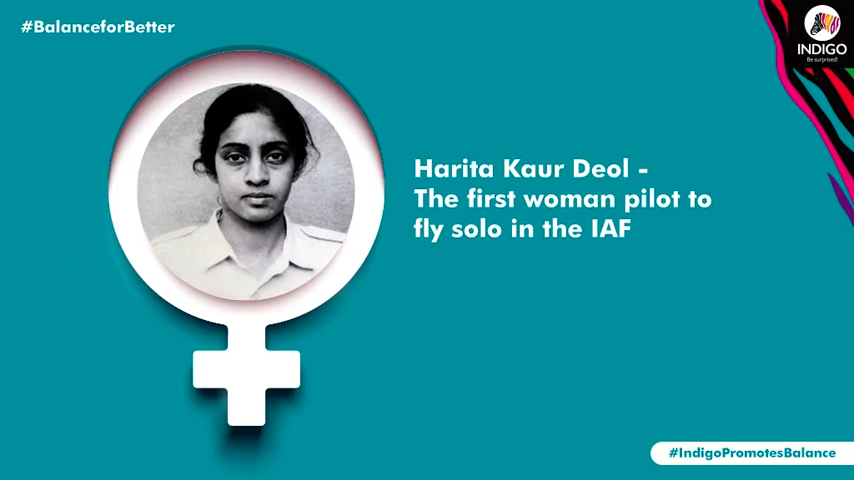 #BalanceforBetter
INDIGO
Be surprised!
Harita Kaur Deol -
The first woman pilot to
fly solo in the IAF
#IndigoPromotesBalance